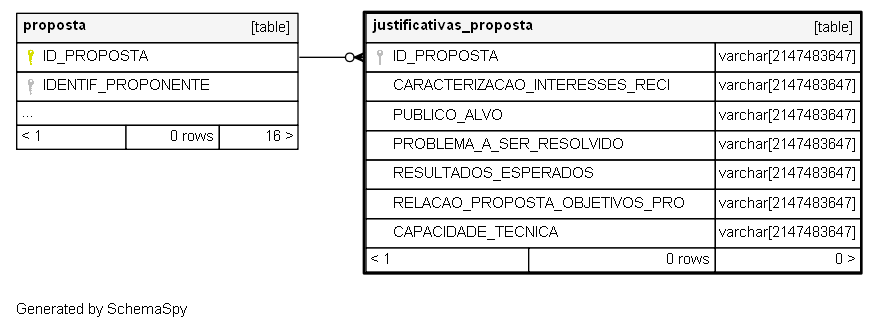 proposta [table]
ID_PROPOSTA
IDENTIF_PROPONENTE
...
< 1 0 rows 16 >
justificativas_proposta [table]
ID_PROPOSTA varchar[2147483647]
CARACTERIZACAO_INTERESSES_RECI varchar[2147483647]
PUBLICO_ALVO varchar[2147483647]
PROBLEMA_A_SER_RESOLVIDO varchar[2147483647]
RESULTADOS_ESPERADOS varchar[2147483647]
RELACAO_PROPOSTA_OBJETIVOS_PRO varchar[2147483647]
CAPACIDADE_TECNICA varchar[2147483647]
< 1 0 rows 0 >
Generated by SchemaSpy